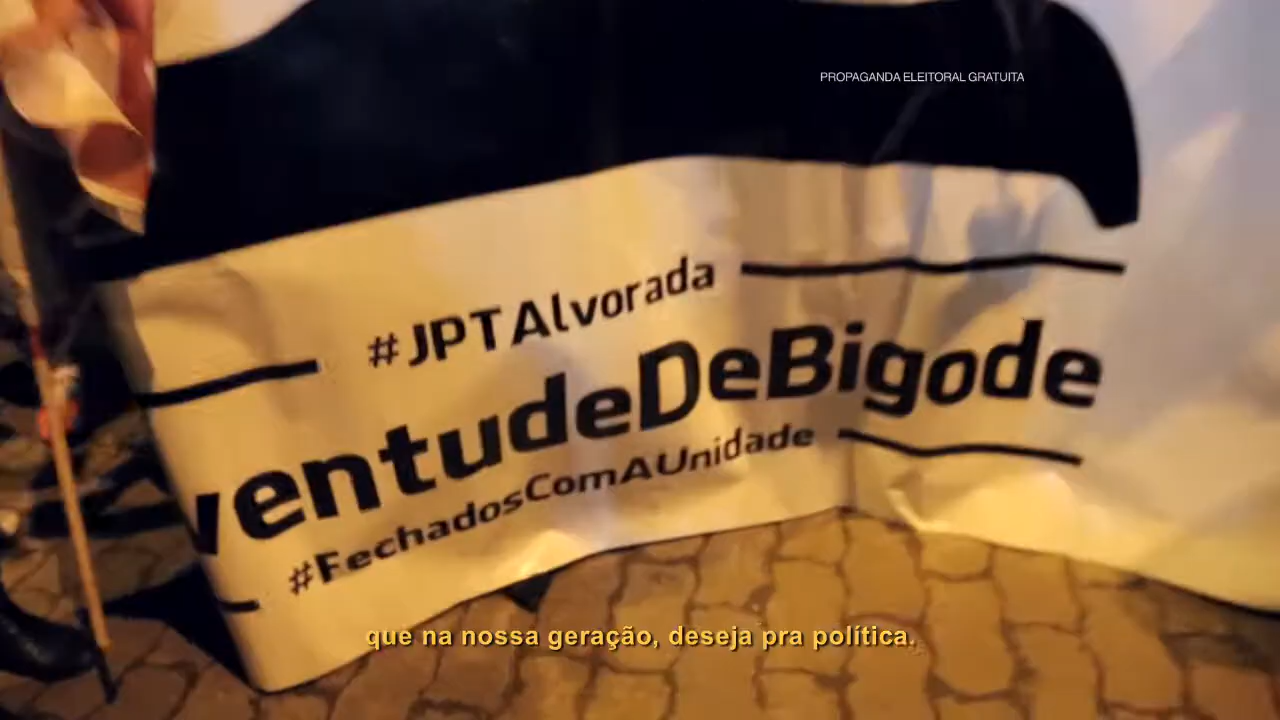 PROPAGANDA ELEITORAL GRATUITA
#JPTAlvorada
ventudeDeBigode
#FechadosComAUnidade
que na nossa geração, deseja pra política.